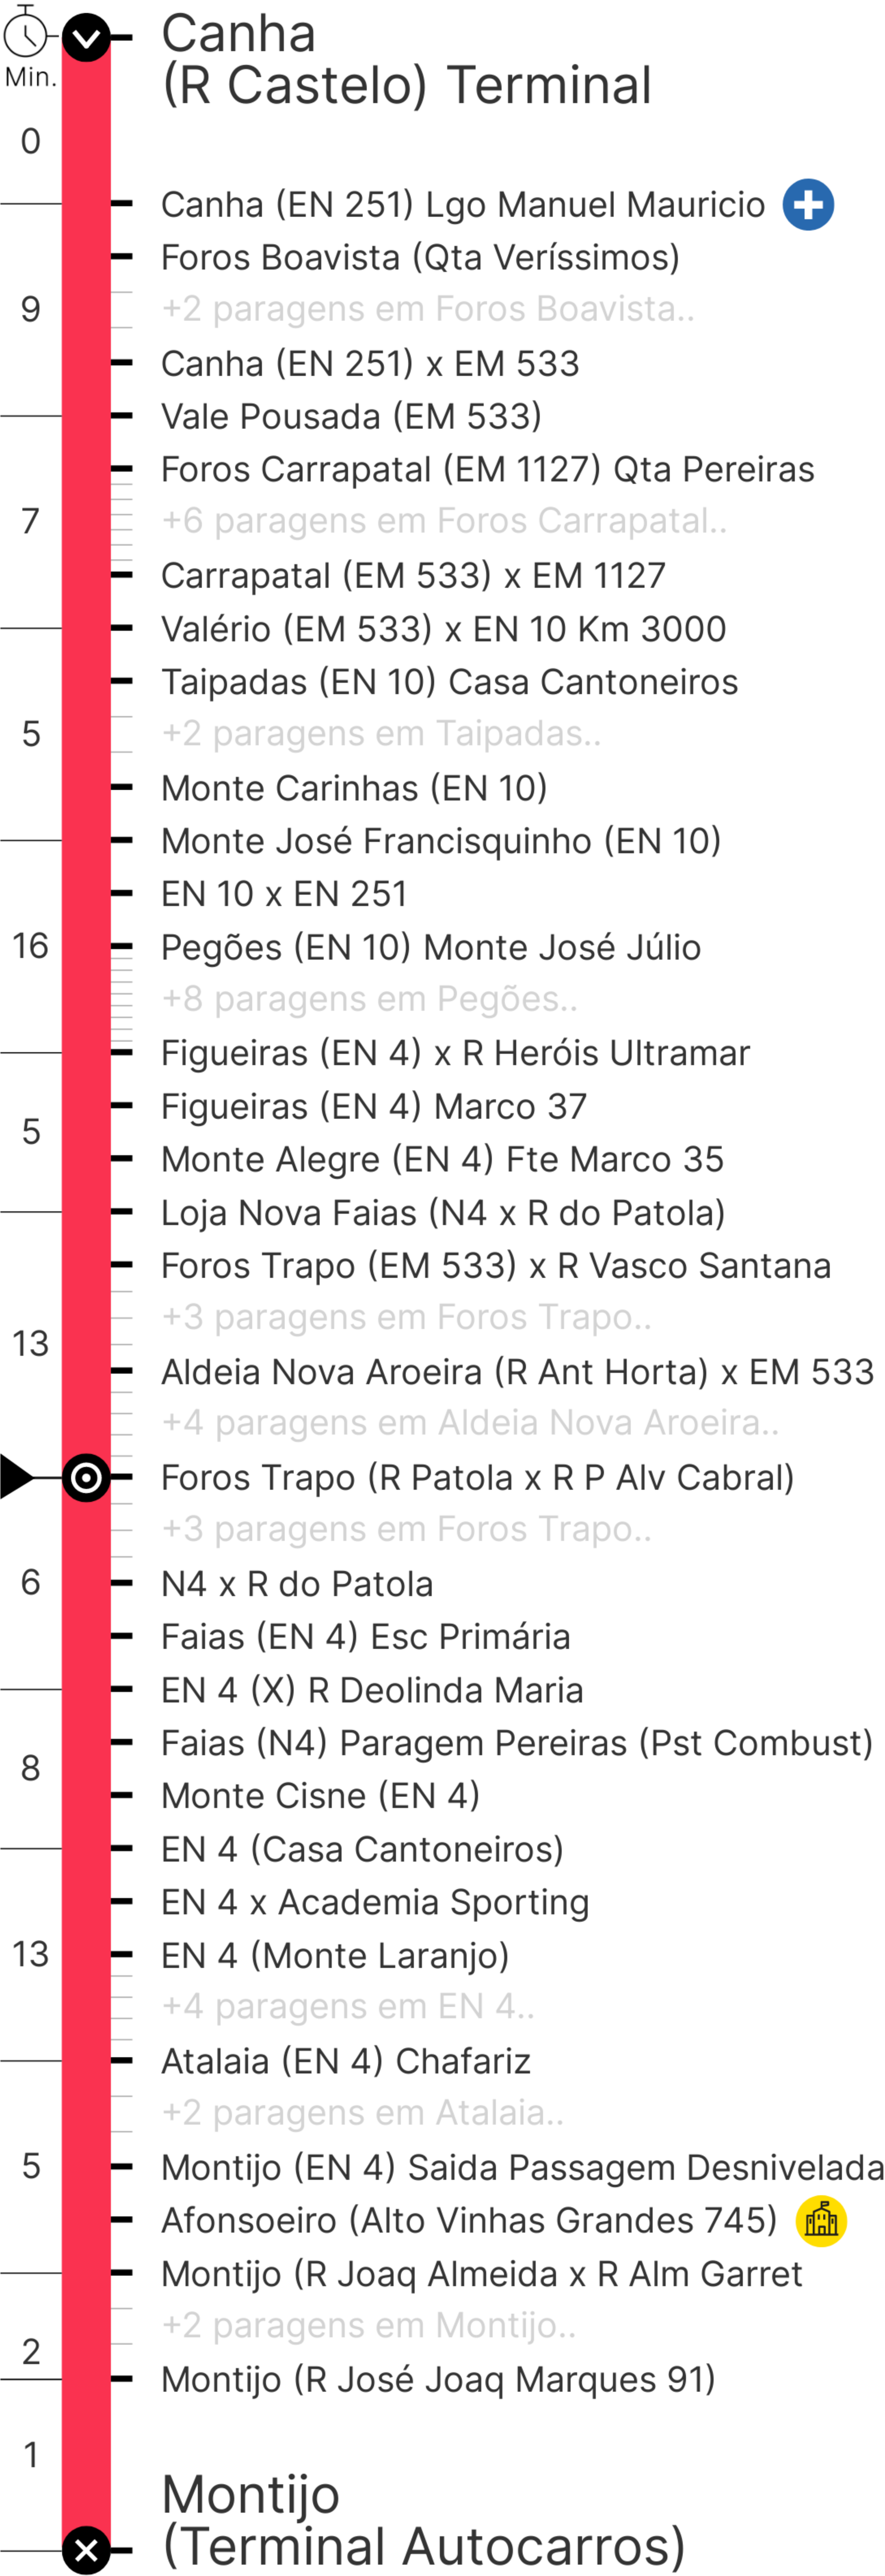 Canha
(R Castelo) Terminal
Min.
0
Canha (EN 251) Lgo Manuel Mauricio
Foros Boavista (Qta Veríssimos)
9
+2 paragens em Foros Boavista..
Canha (EN 251) x EM 533
Vale Pousada (EM 533)
Foros Carrapatal (EM 1127) Qta Pereiras
7
+6 paragens em Foros Carrapatal..
Carrapatal (EM 533) x EM 1127
Valério (EM 533) x EN 10 Km 3000
Taipadas (EN 10) Casa Cantoneiros
5
+2 paragens em Taipadas..
Monte Carinhas (EN 10)
Monte José Francisquinho (EN 10)
EN 10 x EN 251
16
Pegões (EN 10) Monte José Júlio
+8 paragens em Pegões..
Figueiras (EN 4) x R Heróis Ultramar
Figueiras (EN 4) Marco 37
5
Monte Alegre (EN 4) Fte Marco 35
Loja Nova Faias (N4 x R do Patola)
Foros Trapo (EM 533) x R Vasco Santana
+3 paragens em Foros Trapo..
13
Aldeia Nova Aroeira (R Ant Horta) x EM 533
+4 paragens em Aldeia Nova Aroeira..
Foros Trapo (R Patola x R P Alv Cabral)
+3 paragens em Foros Trapo..
6
N4 x R do Patola
Faias (EN 4) Esc Primária
EN 4 (X) R Deolinda Maria
Faias (N4) Paragem Pereiras (Pst Combust)
8
Monte Cisne (EN 4)
EN 4 (Casa Cantoneiros)
EN 4 x Academia Sporting
13
EN 4 (Monte Laranjo)
+4 paragens em EN 4..
Atalaia (EN 4) Chafariz
+2 paragens em Atalaia..
5
Montijo (EN 4) Saida Passagem Desnivelada
Afonsoeiro (Alto Vinhas Grandes 745)
Montijo (R Joaq Almeida x R Alm Garret
+2 paragens em Montijo..
2
Montijo (R José Joaq Marques 91)
1
Montijo
(Terminal Autocarros)